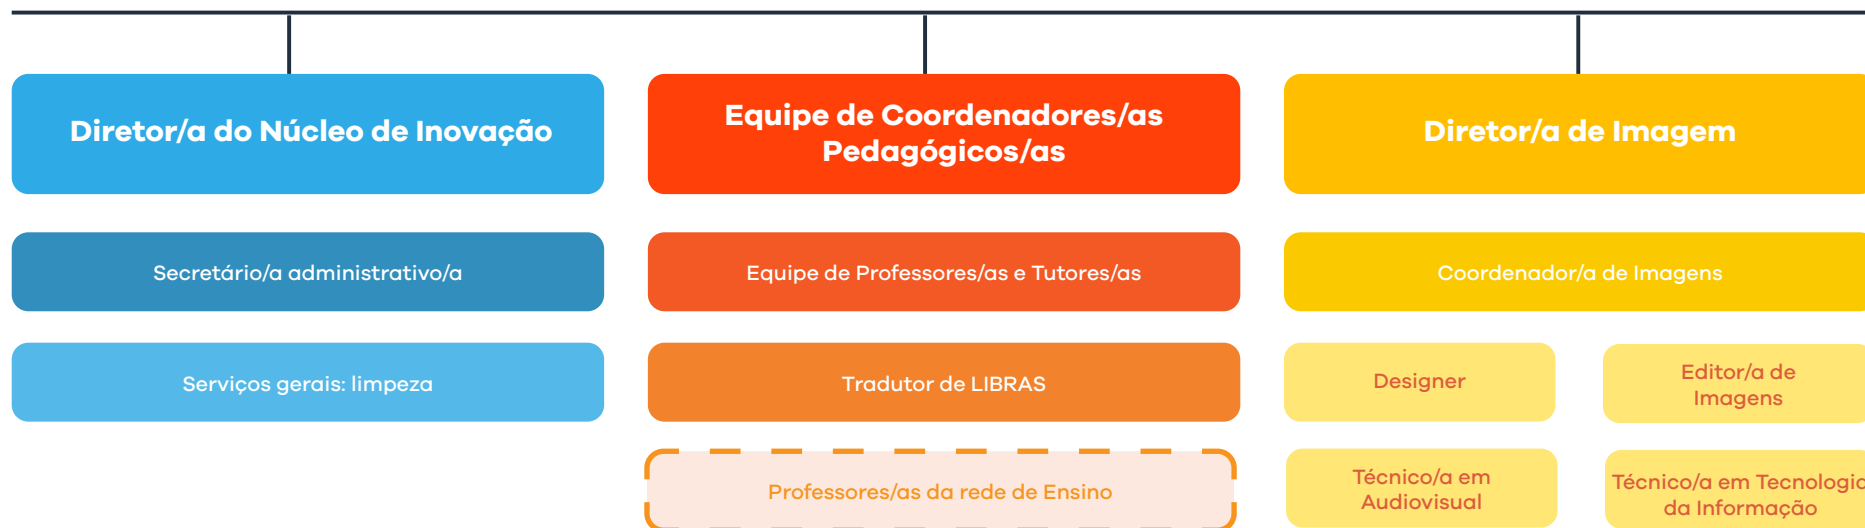 Diretor/a do Núcleo de Inovação
Secretário/a administrativo/a
Serviços gerais: limpeza
Equipe de Coordenadores/as
Pedagógicos/as
Equipe de Professores/as e Tutores/as
Tradutor de LIBRAS
Professores/as da rede de Ensino
Diretor/a de Imagem
Coordenador/a de Imagens
Designer
Editor/a de
Imagens
Técnico/a em
Audiovisual
Técnico/a em Tecnologia
da Informação